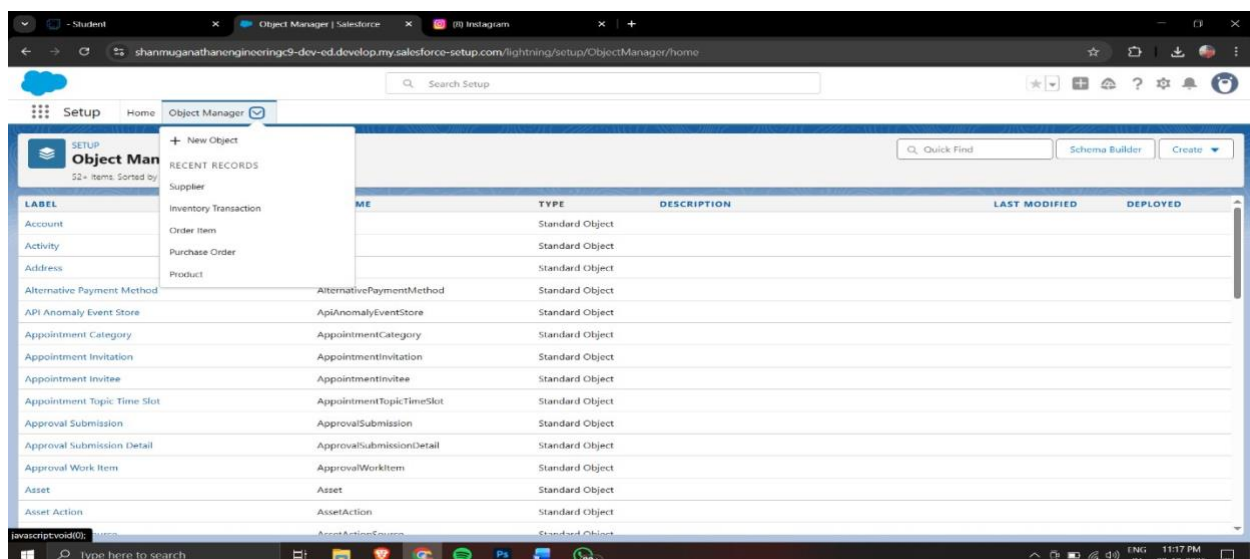 - Student
Object Manager | Salesforce
(8) Instagram
shanmuganathanengineeringc9-dev-ed.develop.my.salesforce-setup.com/lightning/setup/ObjectManager/home
Search Setup
Setup Home Object Manager
+ New Object
RECENT RECORDS
Supplier
Inventory Transaction
Order Item
Purchase Order
Product
SETUP
Object Man
52+ Items. Sorted by
Quick Find
Schema Builder
Create
LABEL ME TYPE DESCRIPTION LAST MODIFIED DEPLOYED
Account Standard Object
Activity Standard Object
Address Standard Object
Alternative Payment Method AlternativePaymentMethod Standard Object
API Anomaly Event Store ApiAnomalyEventStore Standard Object
Appointment Category AppointmentCategory Standard Object
Appointment Invitation AppointmentInvitation Standard Object
Appointment Invitee AppointmentInvitee Standard Object
Appointment Topic Time Slot AppointmentTopicTimeSlot Standard Object
Approval Submission ApprovalSubmission Standard Object
Approval Submission Detail ApprovalSubmissionDetail Standard Object
Approval Work Item ApprovalWorkItem Standard Object
Asset Asset Standard Object
Asset Action AssetAction Standard Object
AssetActionSource Standard Object
javascript:void(0);
Type here to search
ENG 11:17 PM